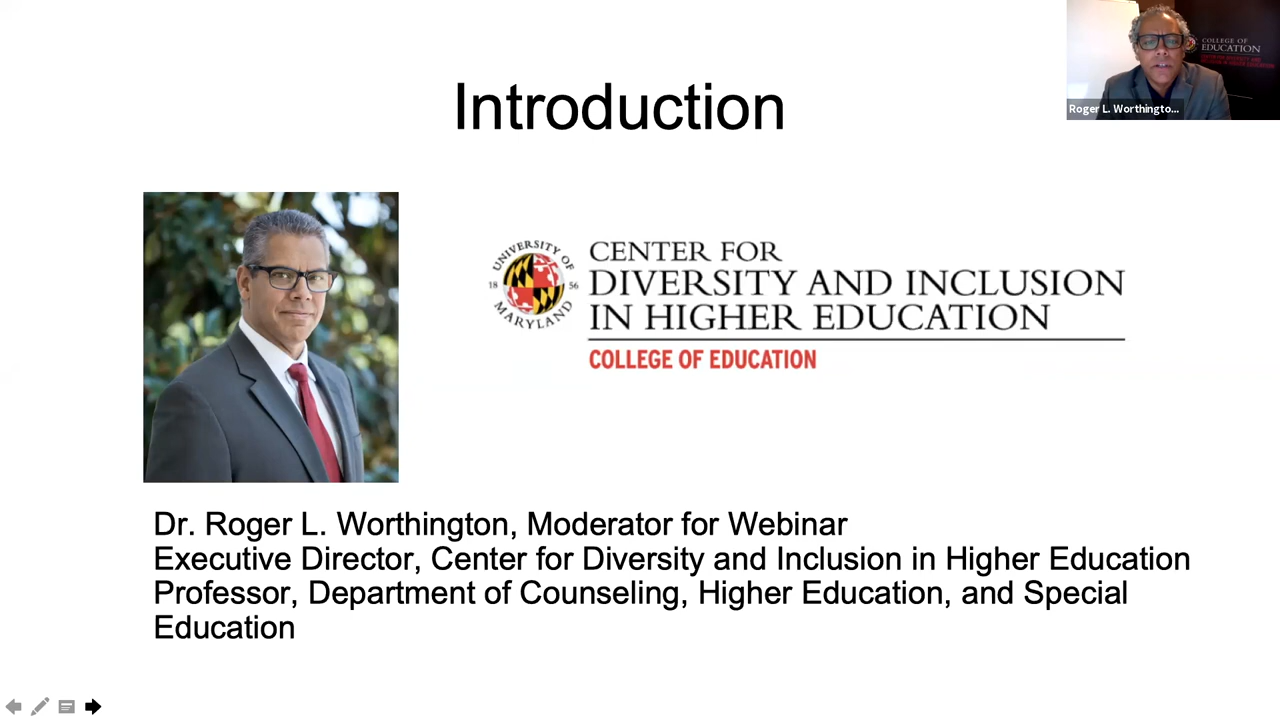 COLLEGE OF
EDUCATION
Roger L. Worthingto...
Introduction
UNIVERSITY OF
18 56
MARYLAND
CENTER FOR
DIVERSITY AND INCLUSION
IN HIGHER EDUCATION
COLLEGE OF EDUCATION
Dr. Roger L. Worthington, Moderator for Webinar
Executive Director, Center for Diversity and Inclusion in Higher Education
Professor, Department of Counseling, Higher Education, and Special
Education